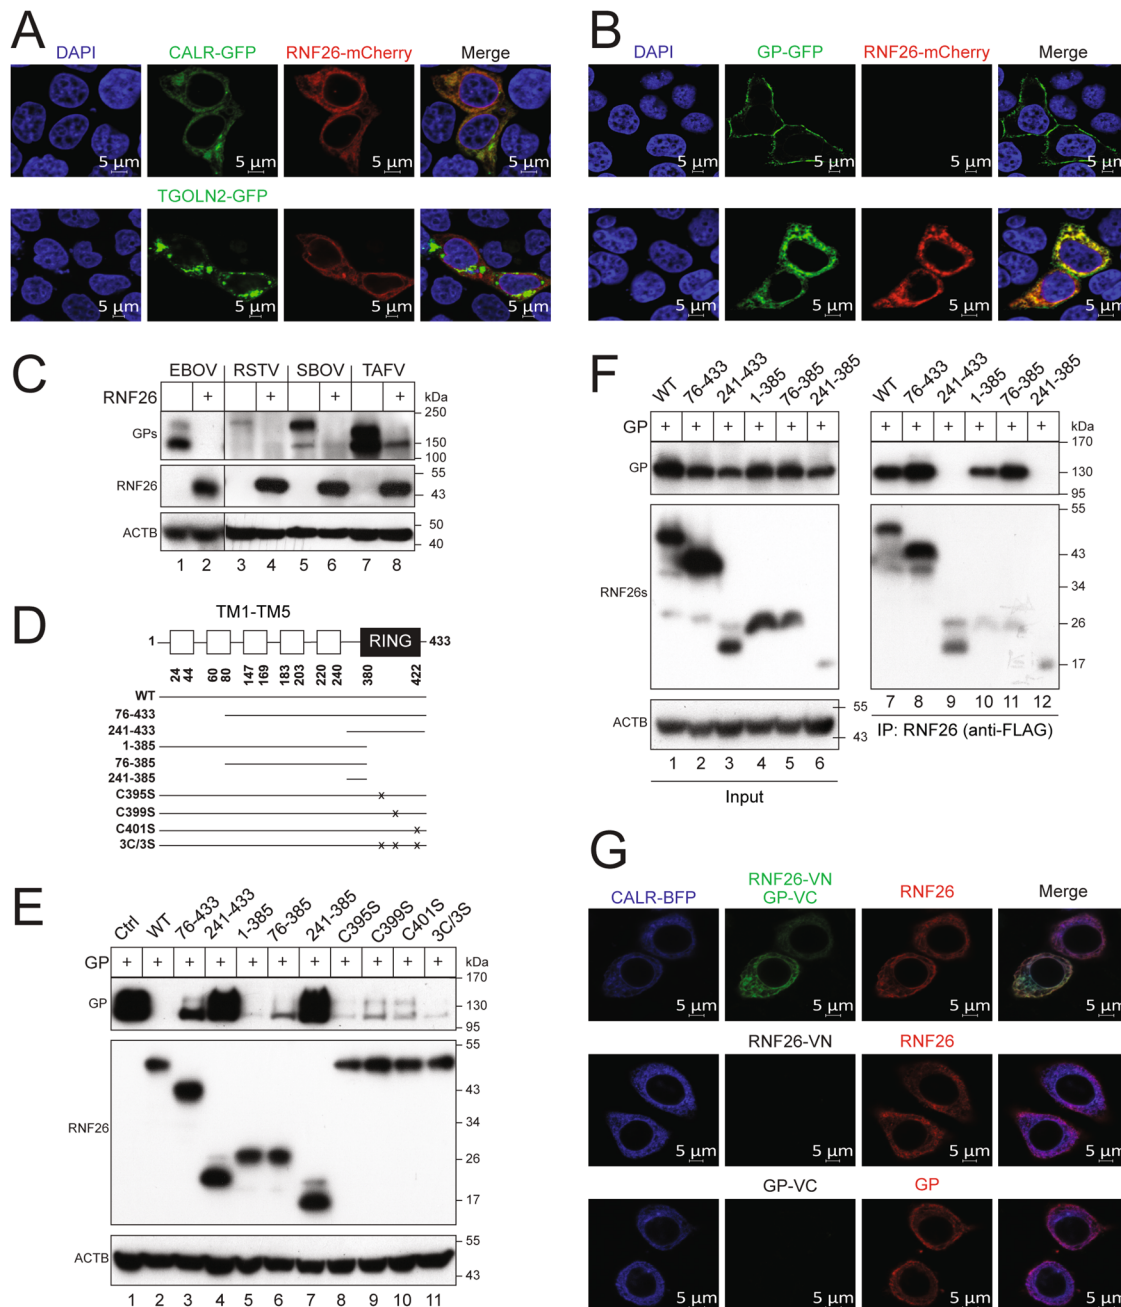 A
DAPI CALR-GFP RNF26-mCherry Merge
5 µm 5 µm 5 µm 5 µm
TGOLN2-GFP
5 µm 5 µm 5 µm 5 µm
B
DAPI GP-GFP RNF26-mCherry Merge
5 µm 5 µm 5 µm 5 µm
5 µm 5 µm 5 µm 5 µm
C
EBOV RSTV SBOV TAFV
RNF26 + + + + kDa
GPs 250
150
100
RNF26 55
43
ACTB 50
40
1 2 3 4 5 6 7 8
D
TM1-TM5
1 RING 433
24 44 60 80 147 169 183 203 220 240 380 422
WT
76-433
241-433
1-385
76-385
241-385
C395S x
C399S x
C401S x
3C/3S x x x
E
Ctrl WT 76-433 241-433 1-385 76-385 241-385 C395S C399S C401S 3C/3S
GP + + + + + + + + + + + kDa
GP 170
130
95
RNF26 55
43
34
26
17
ACTB 55
43
1 2 3 4 5 6 7 8 9 10 11
F
WT 76-433 241-433 1-385 76-385 241-385 WT 76-433 241-433 1-385 76-385 241-385
GP + + + + + + + + + + + + kDa
GP 170
130
95
RNF26s 55
43
34
26
17
7 8 9 10 11 12
IP: RNF26 (anti-FLAG)
ACTB 55
43
1 2 3 4 5 6
Input
G
CALR-BFP RNF26-VN GP-VC RNF26 Merge
5 µm 5 µm 5 µm 5 µm
RNF26-VN RNF26
5 µm 5 µm 5 µm 5 µm
GP-VC GP
5 µm 5 µm 5 µm 5 µm